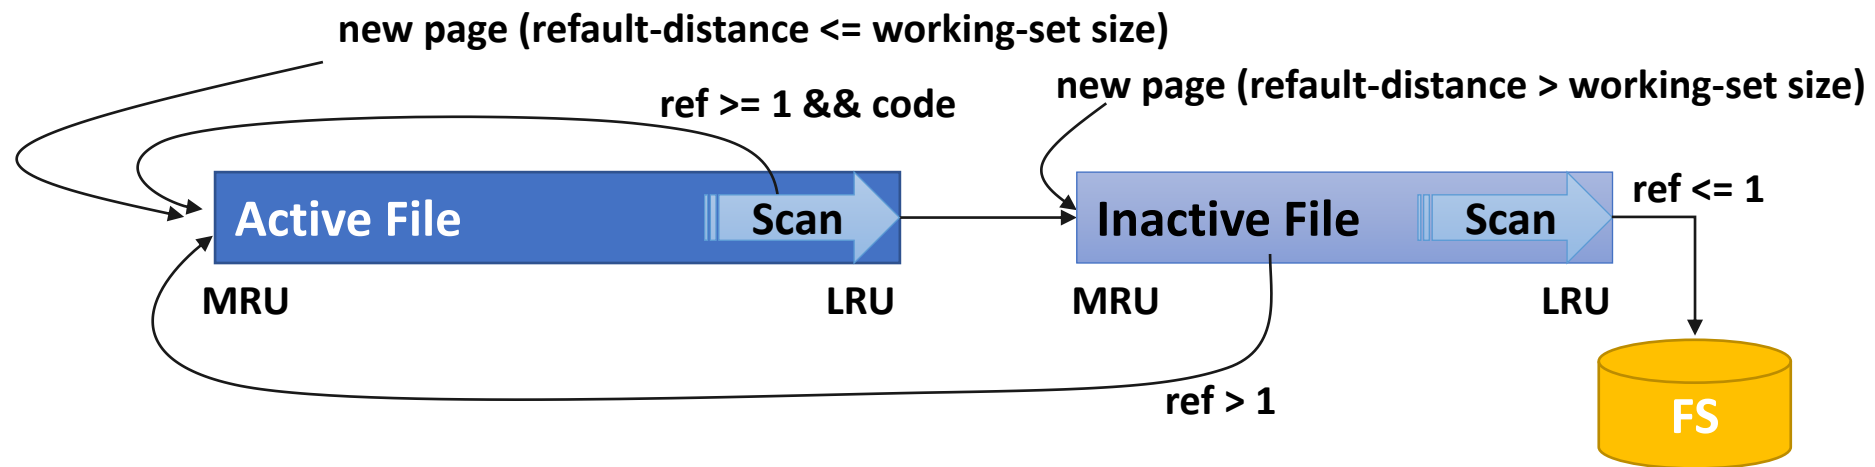 new page (refault-distance <= working-set size)
new page (refault-distance > working-set size)
ref >= 1 && code
Active File
Scan
Inactive File
Scan
ref <= 1
MRU
LRU
MRU
LRU
ref > 1
FS